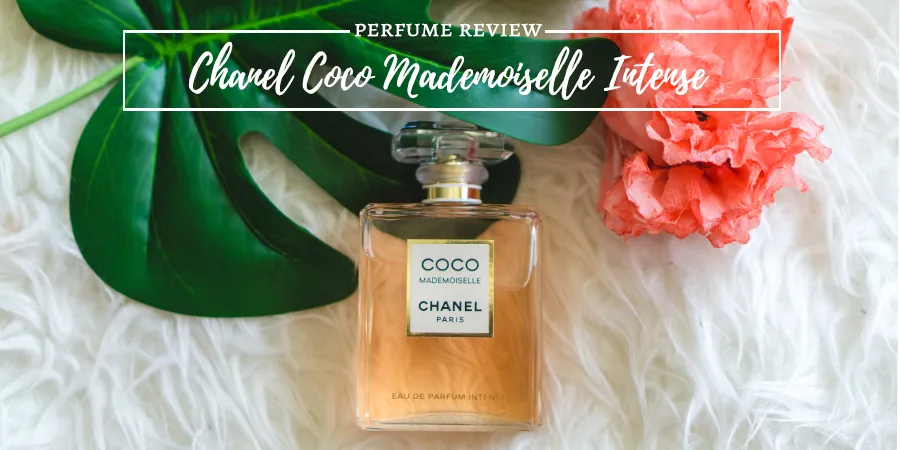 PERFUME REVIEW
Chanel Coco Mademoiselle Intense
COCO
MADEMOISELLE
CHANEL
PARIS
EAU DE PARFUM INTENSE